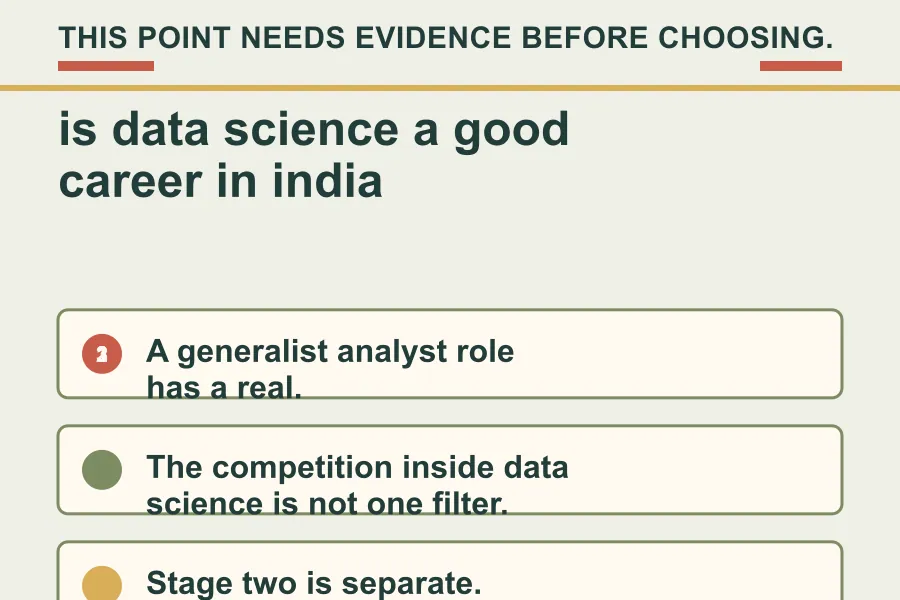 THIS POINT NEEDS EVIDENCE BEFORE CHOOSING.
is data science a good
career in india
A generalist analyst role
has a real.
The competition inside data
science is not one filter.
Stage two is separate.